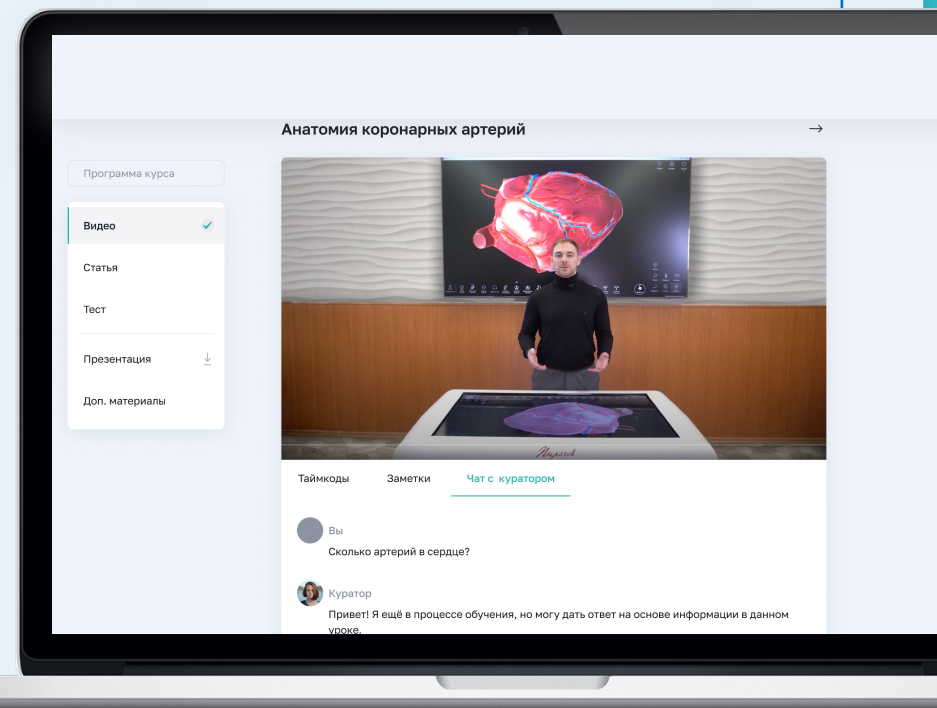 Анатомия коронарных артерий
→
Программа курса
Видео
Статья
Тест
Презентация
Доп. материалы
Пирогов
Таймкоды
Заметки
Чат с куратором
Вы
Сколько артерий в сердце?
Куратор
Привет! Я ещё в процессе обучения, но могу дать ответ на основе информации в данном
уроке.